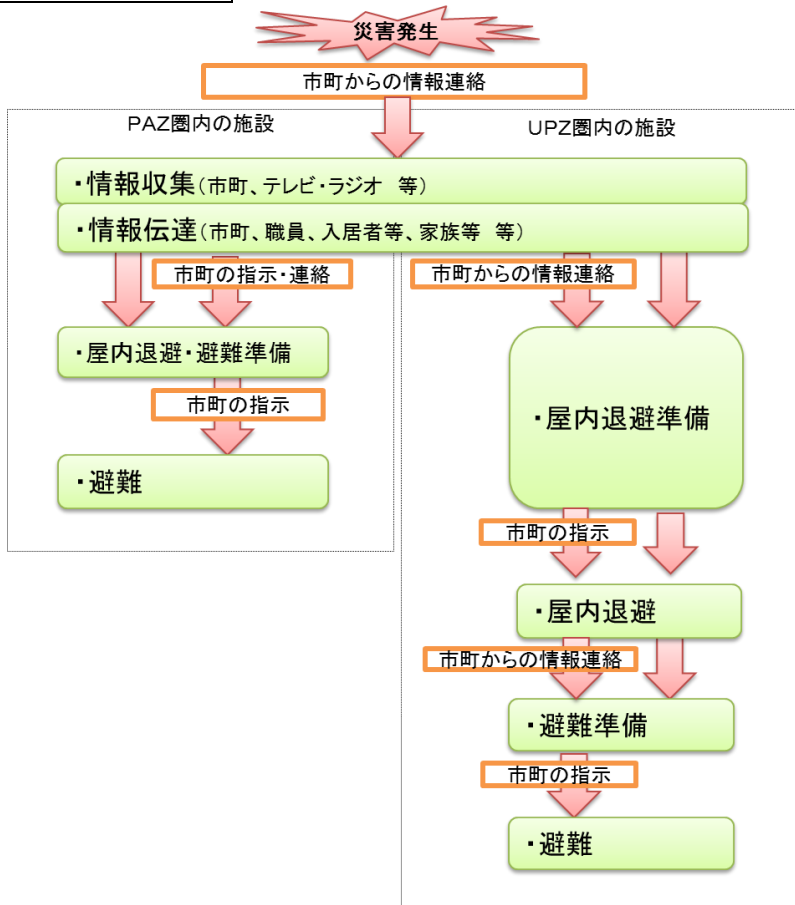 災害発生
市町からの情報連絡
PAZ圏内の施設
UPZ圏内の施設
・情報収集(市町、テレビ・ラジオ　等)
・情報伝達(市町、職員、入居者等、家族等　等)
市町の指示・連絡
・屋内退避・避難準備
市町の指示
・避難
市町からの情報連絡
・屋内退避準備
市町の指示
・屋内退避
市町からの情報連絡
・避難準備
市町の指示
・避難